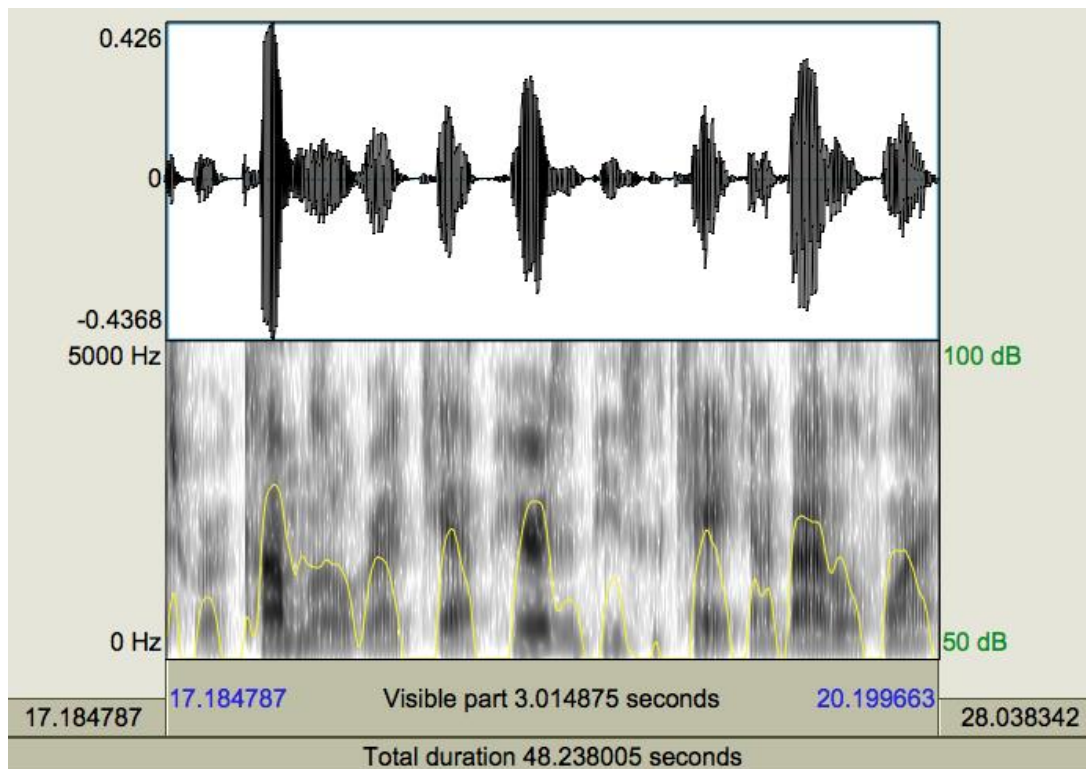 0.426
0
-0.4368
5000 Hz 100 dB
0 Hz 50 dB
17.184787 Visible part 3.014875 seconds 20.199663
17.184787 28.038342
Total duration 48.238005 seconds